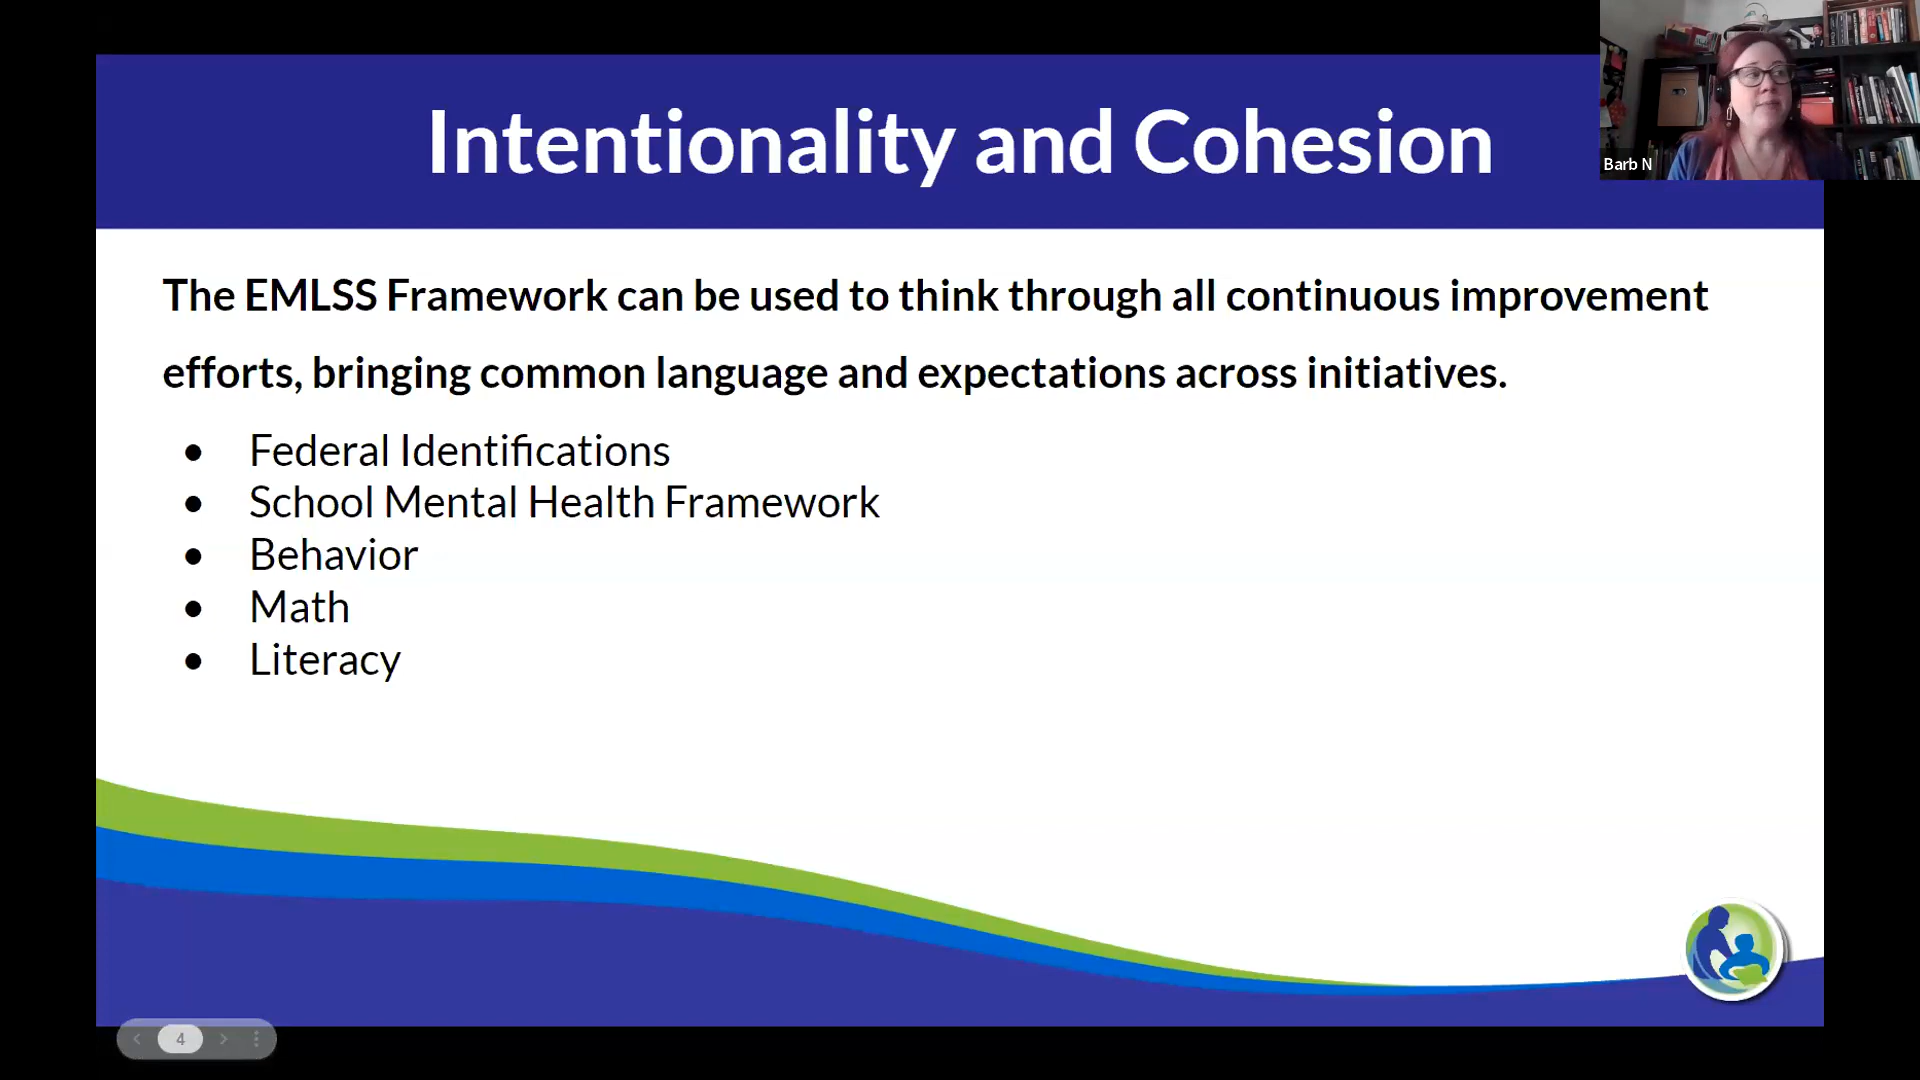 Intentionality and Cohesion
Barb N
The EMLSS Framework can be used to think through all continuous improvement
efforts, bringing common language and expectations across initiatives.
● Federal Identifications
● School Mental Health Framework
● Behavior
● Math
● Literacy
4